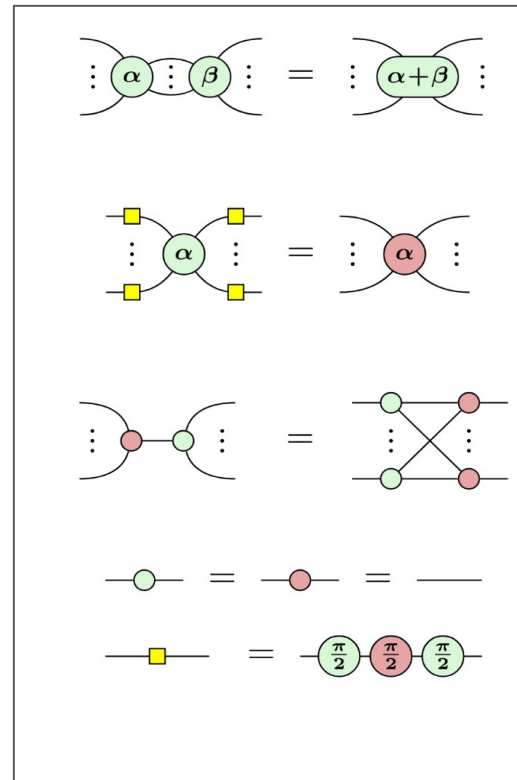 α β = α+β
α = α
=
= =
= π/2 π/2 π/2